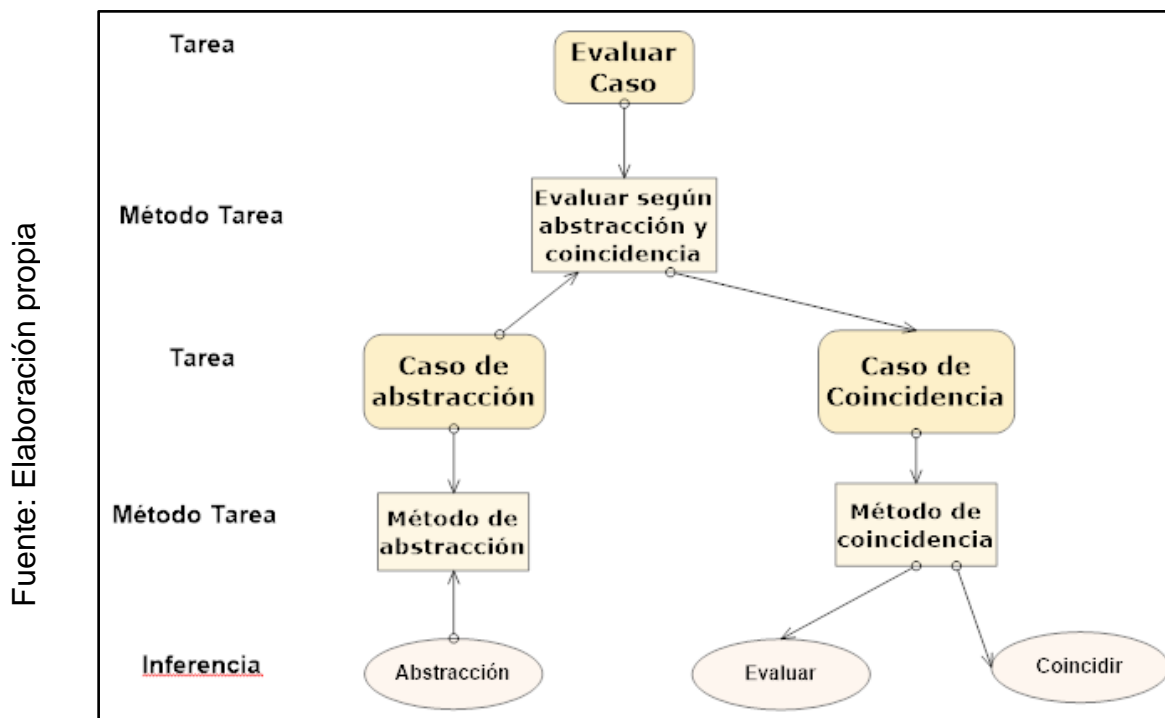 Fuente: Elaboración propia
Tarea
Evaluar
Caso
Método Tarea
Evaluar según
abstracción y
coincidencia
Tarea
Caso de
abstracción
Caso de
Coincidencia
Método Tarea
Método de
abstracción
Método de
coincidencia
Inferencia
Abstracción
Evaluar
Coincidir